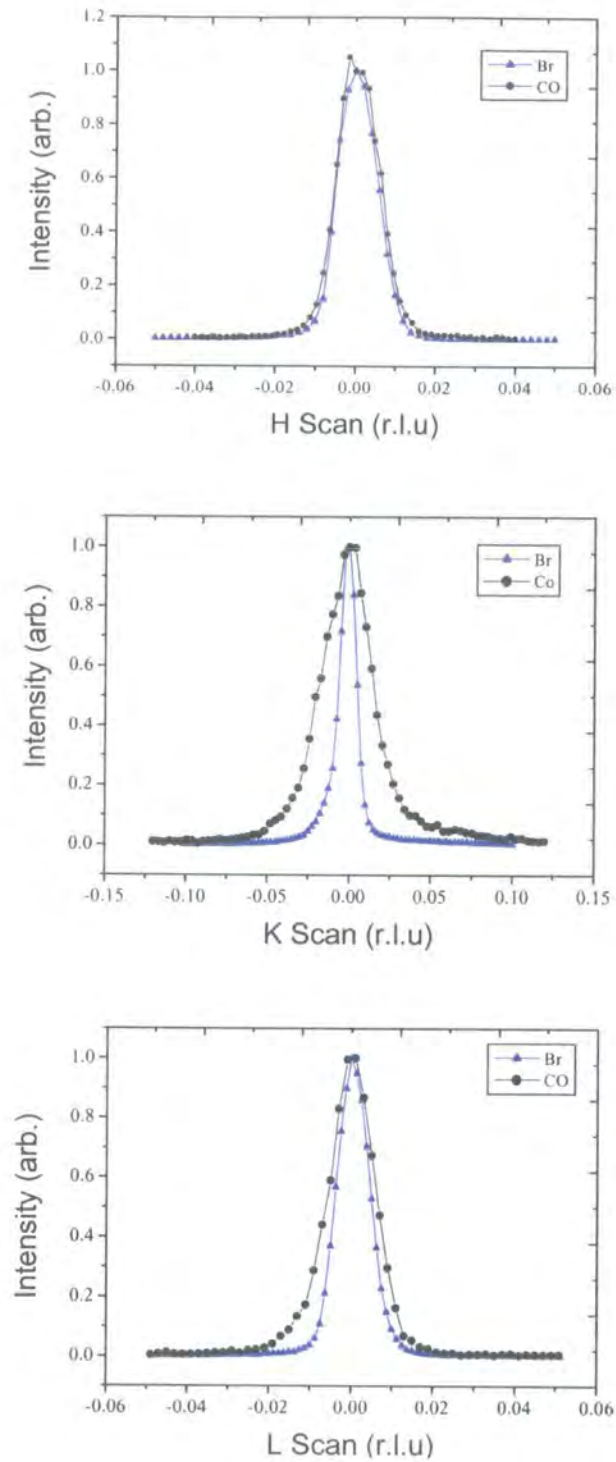 1.2
1.0
0.8
0.6
0.4
0.2
0.0
Intensity (arb.)
Br
CO
-0.06 -0.04 -0.02 0.00 0.02 0.04 0.06
H Scan (r.l.u)
1.0
0.8
0.6
0.4
0.2
0.0
Intensity (arb.)
Br
Co
-0.15 -0.10 -0.05 0.00 0.05 0.10 0.15
K Scan (r.l.u)
1.0
0.8
0.6
0.4
0.2
0.0
Intensity (arb.)
Br
CO
-0.06 -0.04 -0.02 0.00 0.02 0.04 0.06
L Scan (r.l.u)